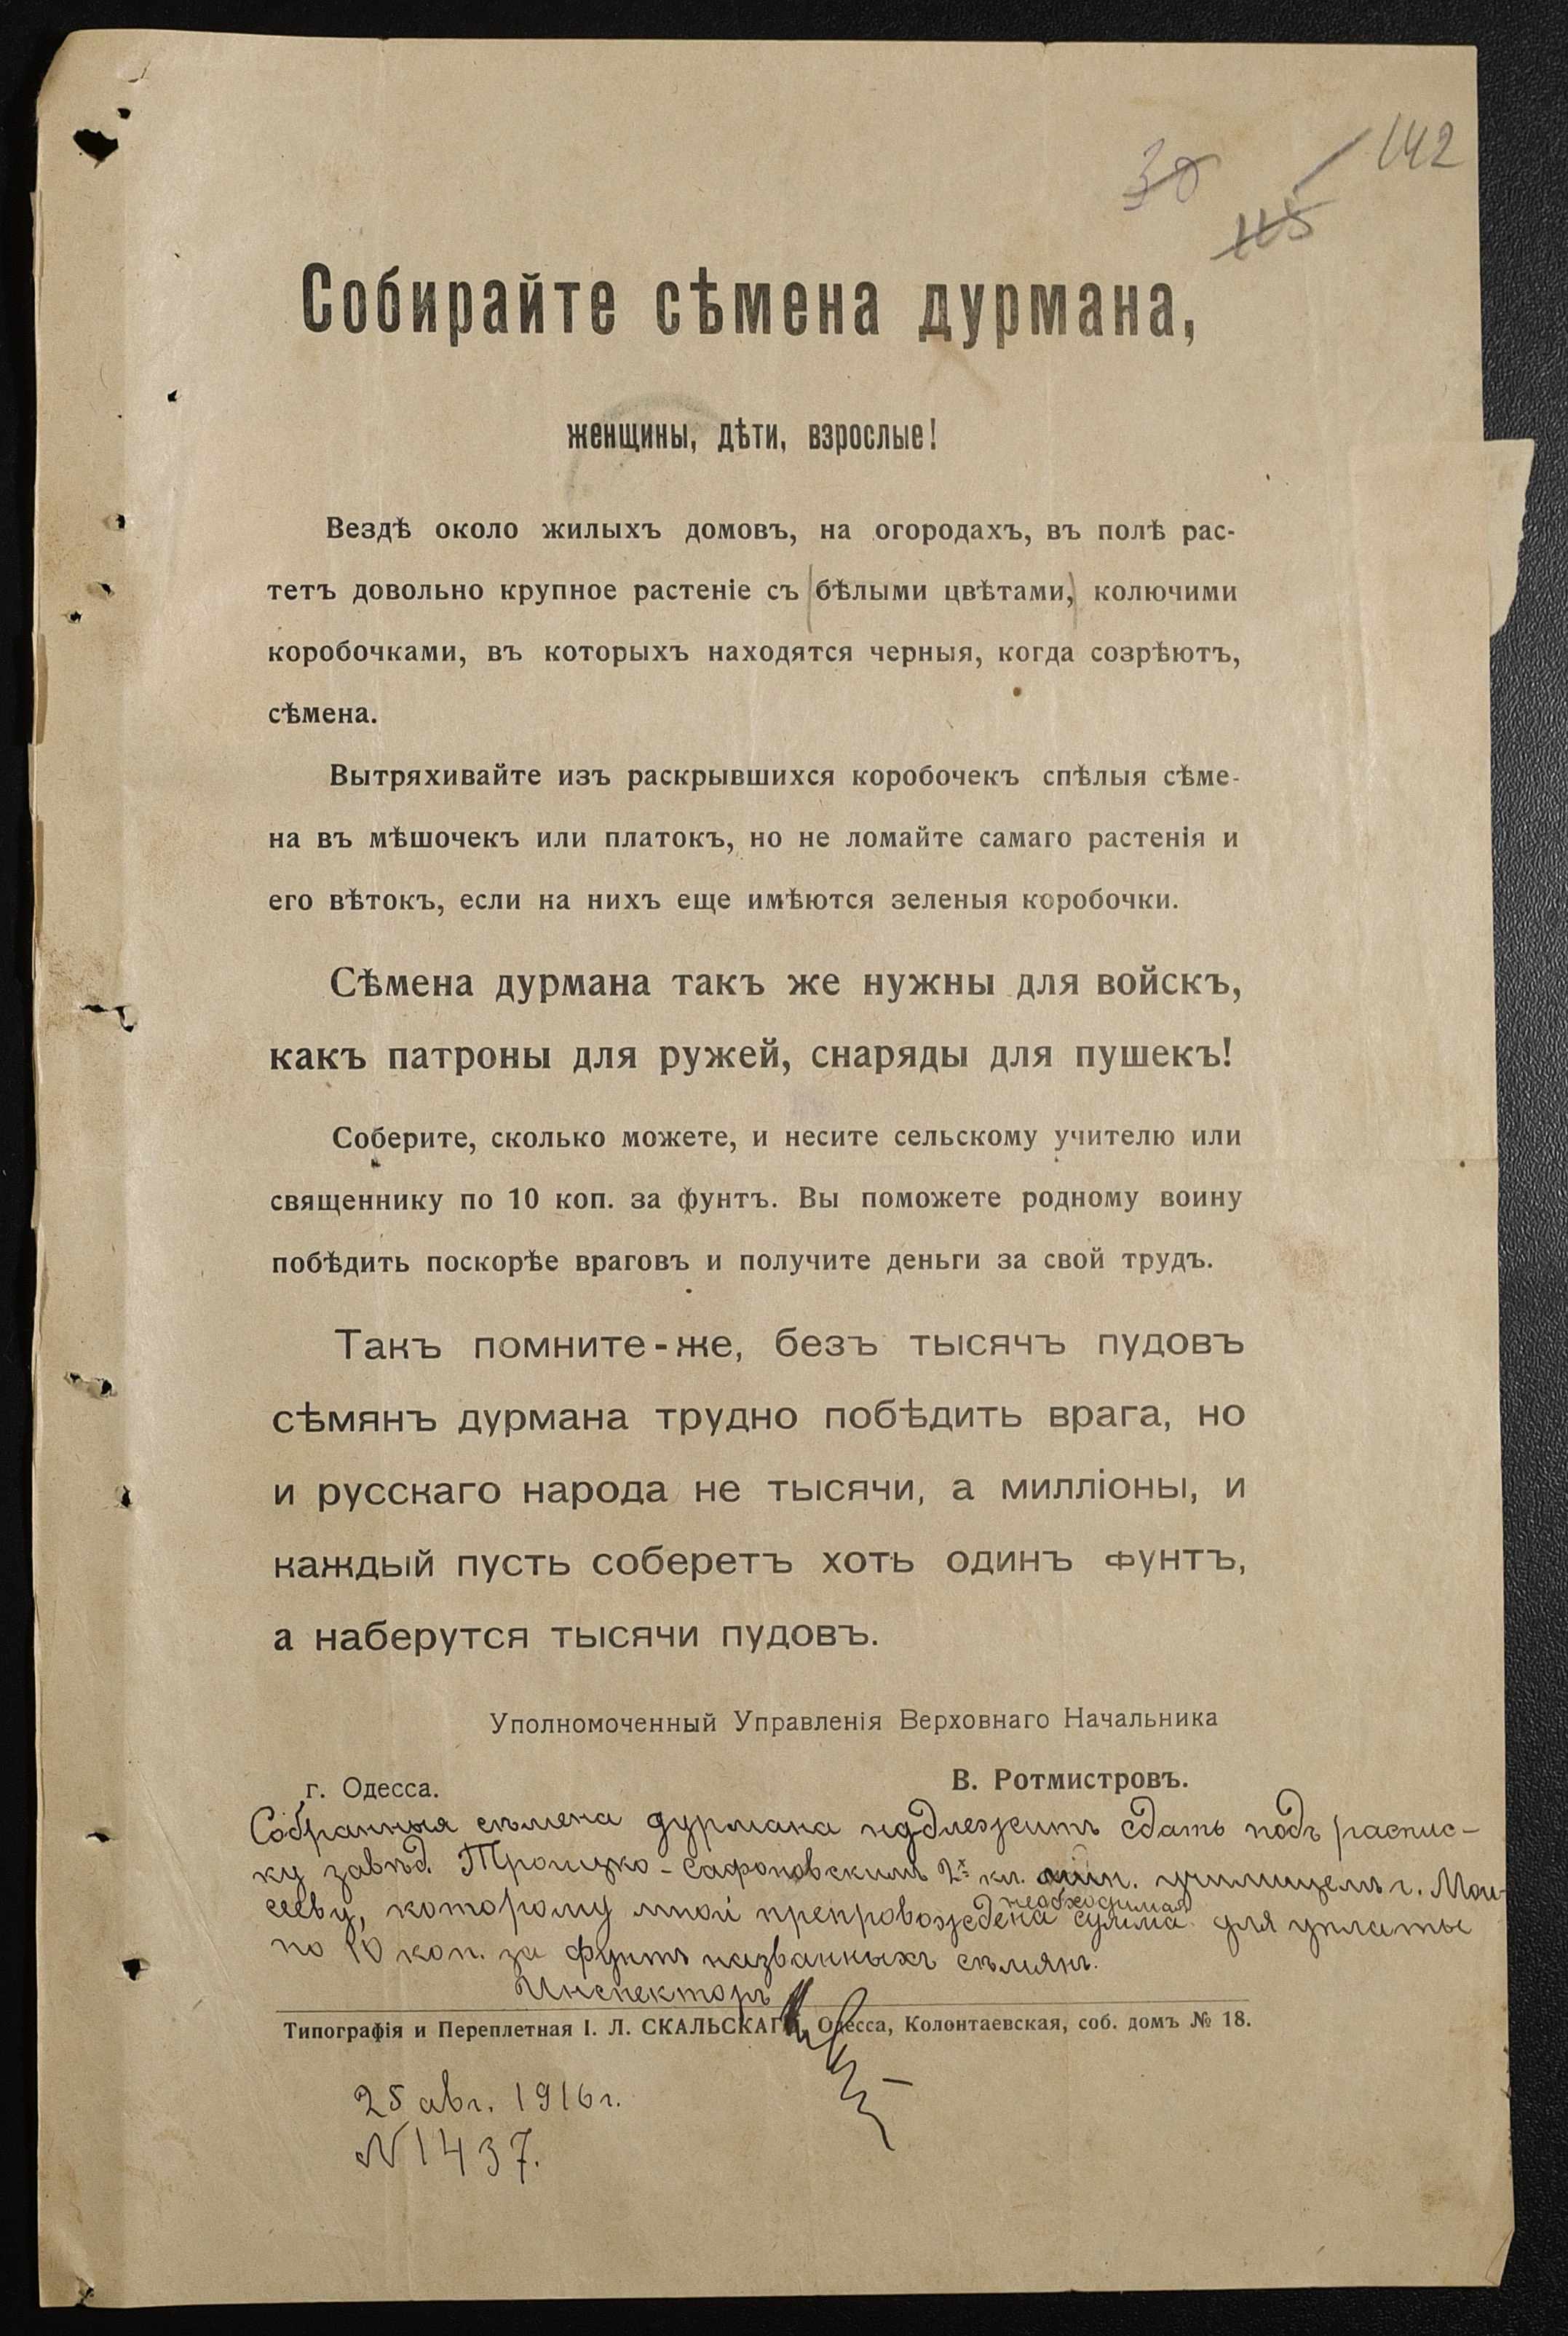 142
38
115
Собирайте сѣмена дурмана,
женщины, дѣти, взрослые!
Вездѣ около жилыхъ домовъ, на огородахъ, въ полѣ рас-
тетъ довольно крупное растеніе съ (бѣлыми цвѣтами,) колючими
коробочками, въ которыхъ находятся черныя, когда созрѣютъ,
сѣмена.
Вытряхивайте изъ раскрывшихся коробочекъ спѣлыя сѣме-
на въ мѣшочекъ или платокъ, но не ломайте самаго растенія и
его вѣтокъ, если на нихъ еще имѣются зеленыя коробочки.
Сѣмена дурмана такъ же нужны для войскъ,
какъ патроны для ружей, снаряды для пушекъ!
Соберите, сколько можете, и несите сельскому учителю или
священнику по 10 коп. за фунтъ. Вы поможете родному воину
побѣдить поскорѣе враговъ и получите деньги за свой трудъ.
Такъ помните-же, безъ тысячъ пудовъ
сѣмянъ дурмана трудно побѣдить врага, но
и русскаго народа не тысячи, а милліоны, и
каждый пусть соберетъ хоть одинъ фунтъ,
а наберутся тысячи пудовъ.
Уполномоченный Управленія Верховнаго Начальника
В. Ротмистровъ.
г. Одесса.
Собранныя сѣмена дурмана надлежитъ сдать подъ распис-
ку завѣд. Троицко-Сафоновскимъ 2х кл. мин. училищемъ г. Мои-
сееву, которому мной препровождена необходимая сумма для уплаты
по 10 коп. за фунтъ названныхъ сѣмянъ.
Инспекторъ
Типографія и Переплетная І. Л. СКАЛЬСКАГО, Одесса, Колонтаевская, соб. домъ № 18.
25 авг. 1916 г.
N 1437.